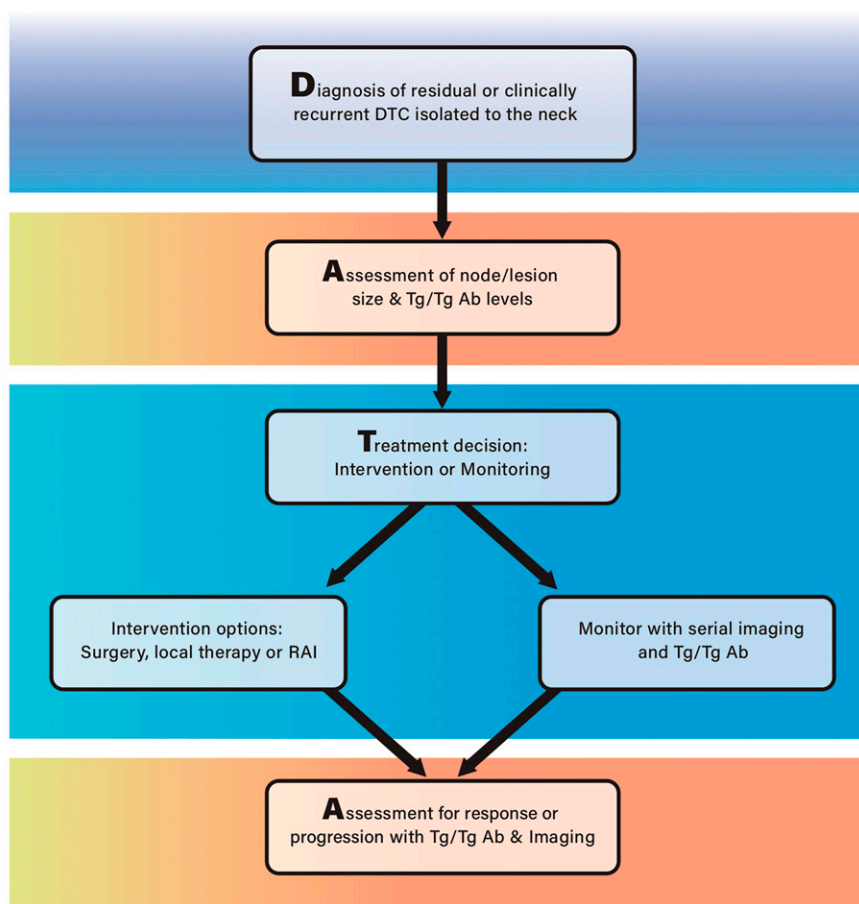 Diagnosis of residual or clinically
recurrent DTC isolated to the neck
Assessment of node/lesion
size & Tg/Tg Ab levels
Treatment decision:
Intervention or Monitoring
Intervention options:
Surgery, local therapy or RAI
Monitor with serial imaging
and Tg/Tg Ab
Assessment for response or
progression with Tg/Tg Ab & Imaging